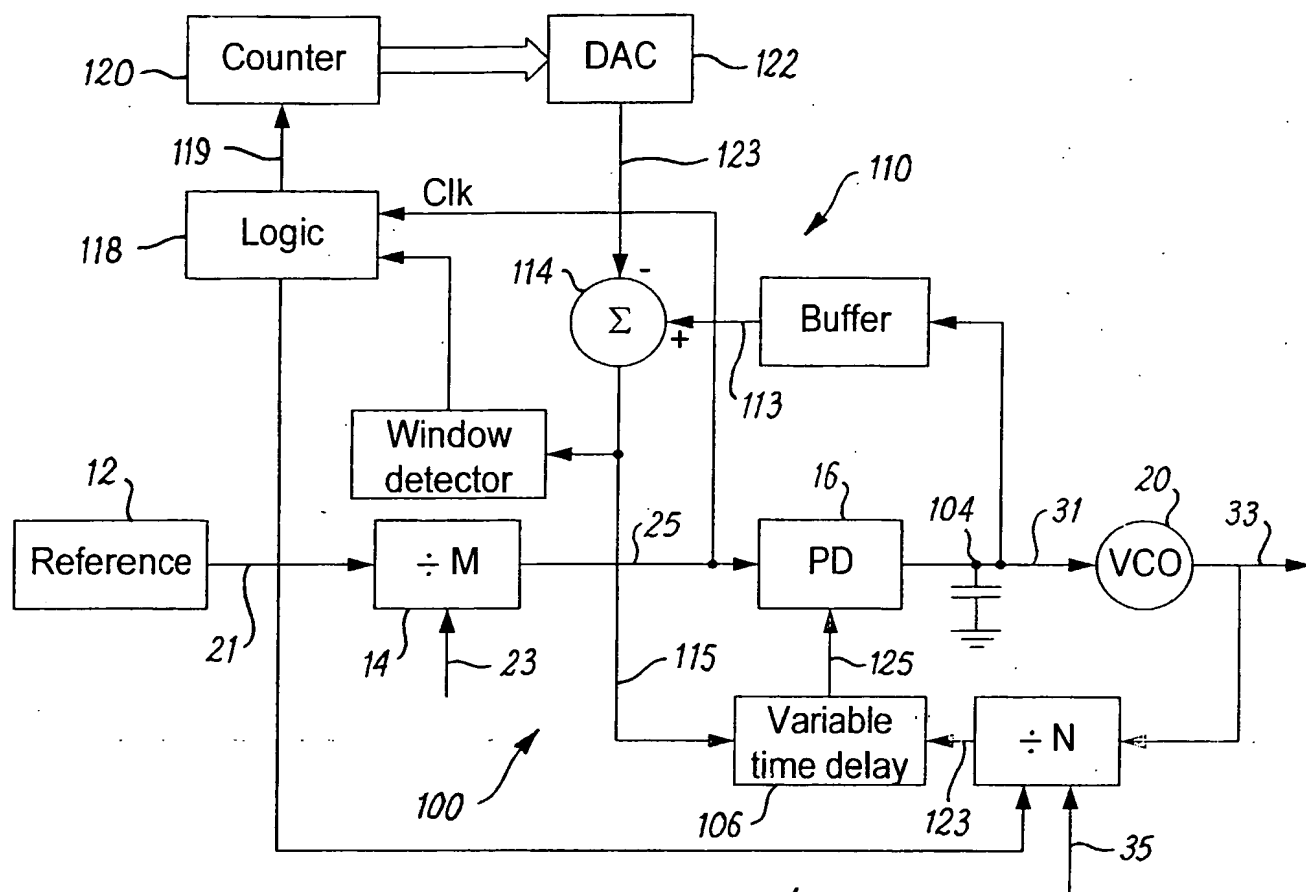 Counter
DAC
120
122
119
123
110
Clk
Logic
118
114
-
Σ
+
Buffer
113
Window
detector
12
16
104
31
20
33
Reference
÷ M
25
PD
VCO
21
14
23
115
125
Variable
time delay
÷ N
100
106
123
35